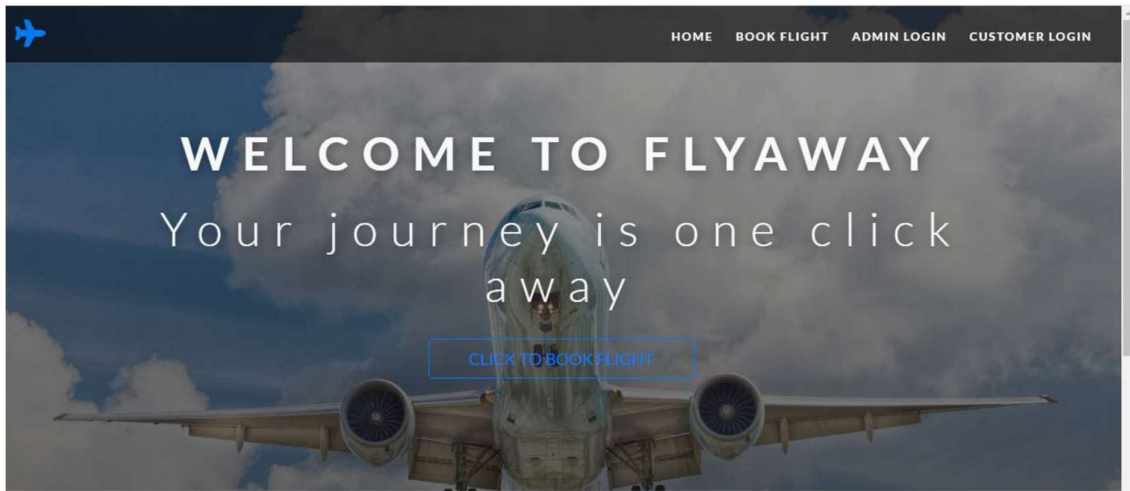 HOME BOOK FLIGHT ADMIN LOGIN CUSTOMER LOGIN
WELCOME TO FLYAWAY
Your journey is one click
away
CLICK TO BOOK FLIGHT